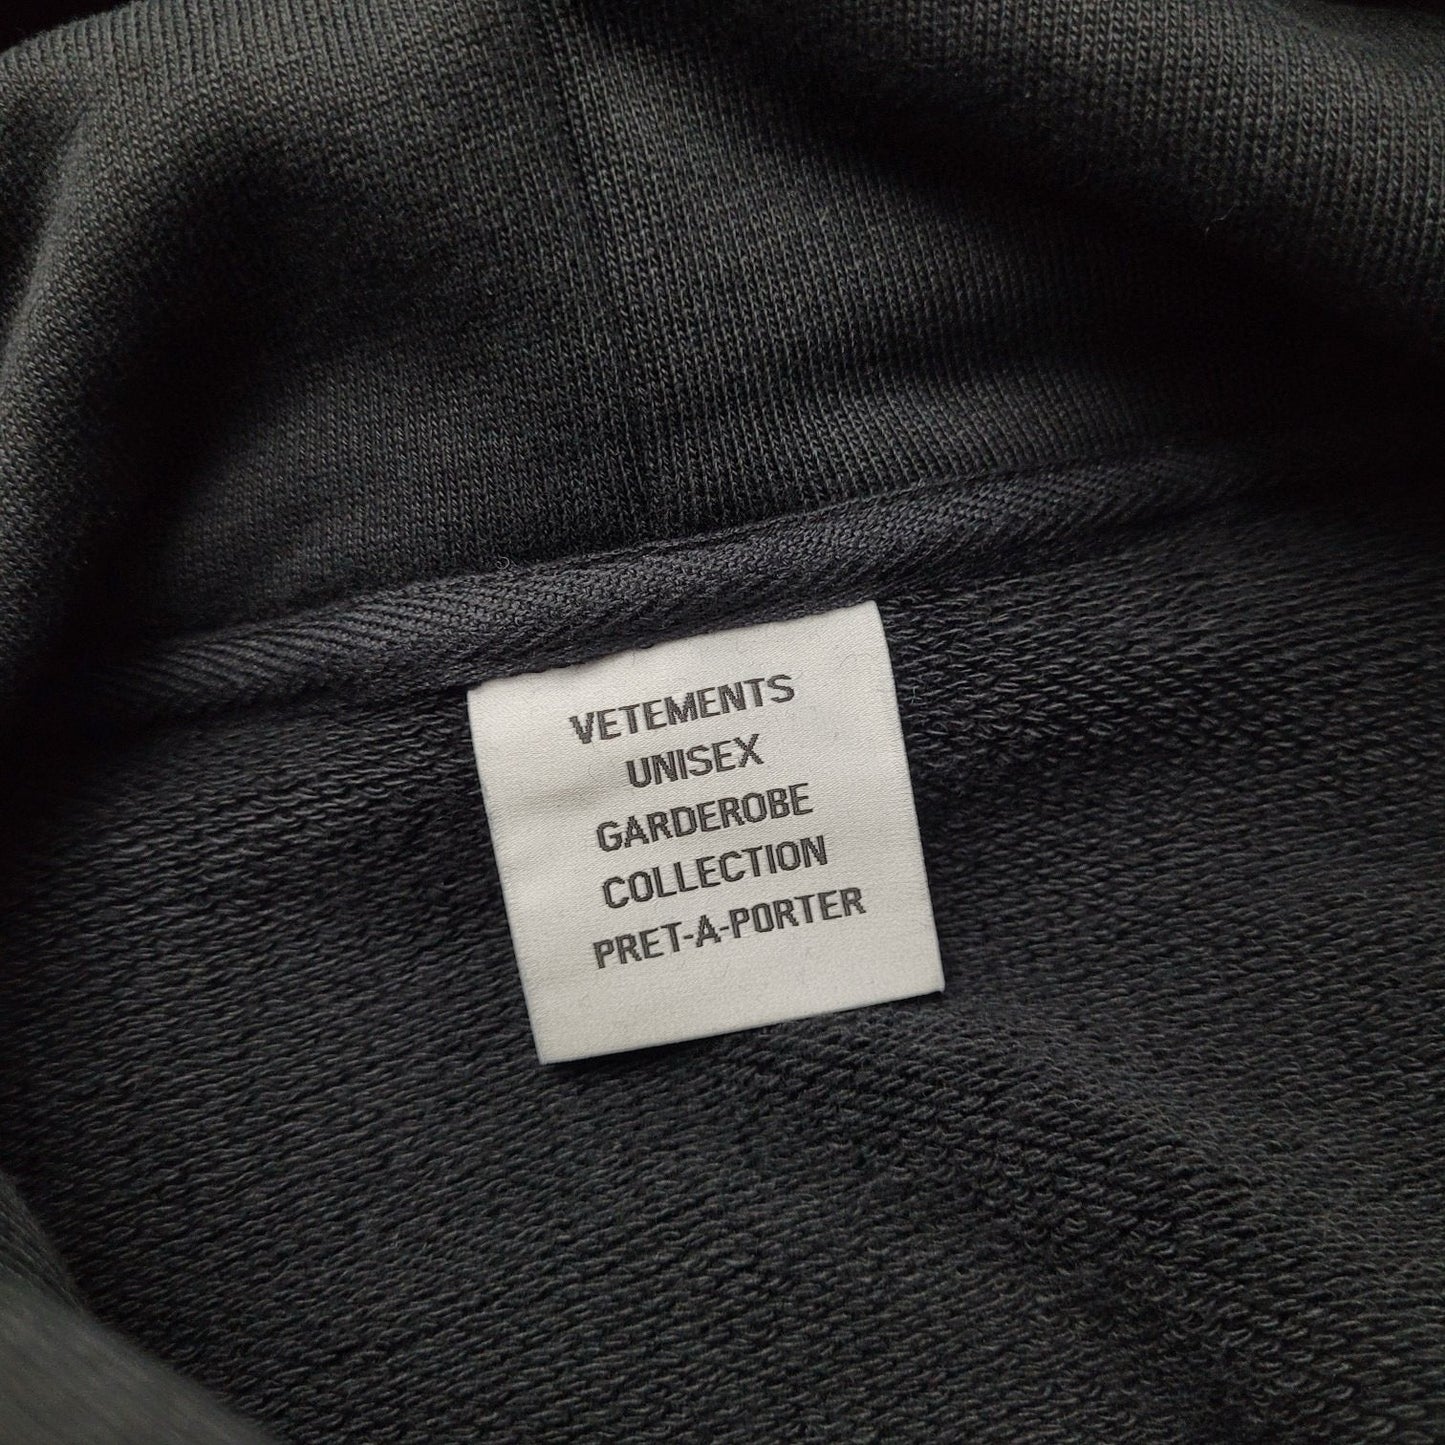 VETEMENTS
UNISEX
GARDEROBE
COLLECTION
PRET-A-PORTER